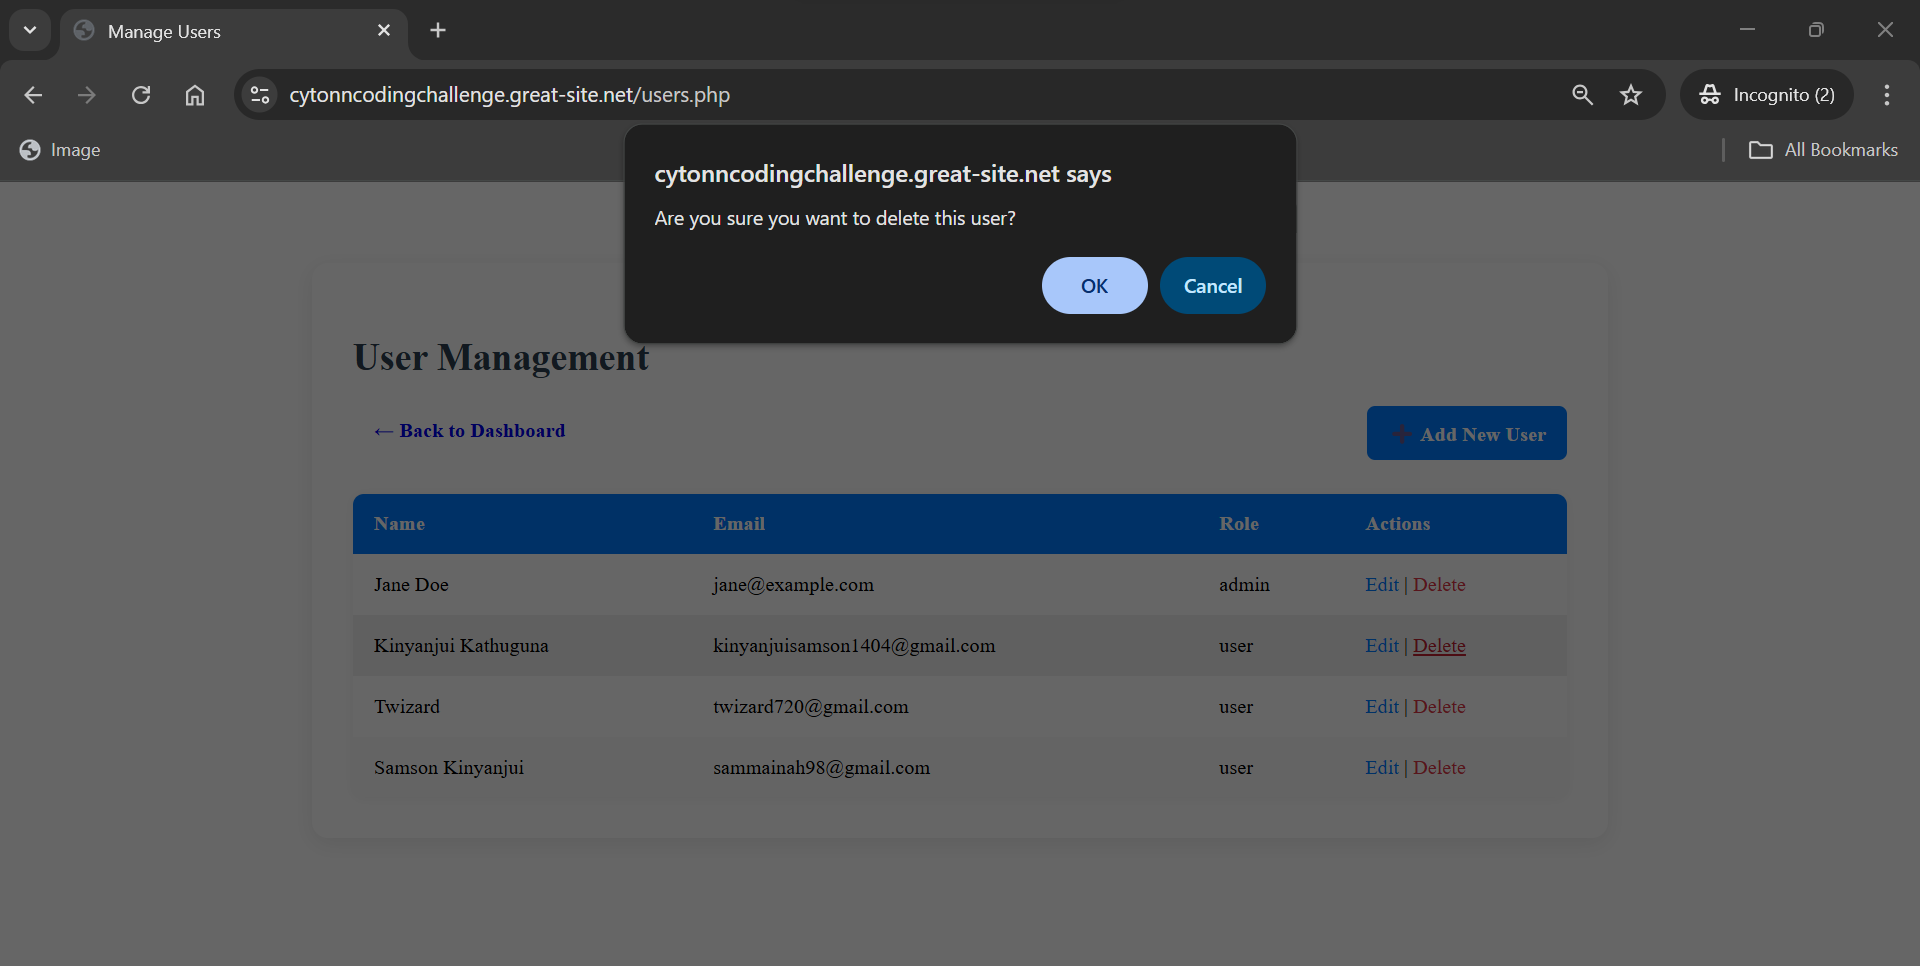 Manage Users
cytonncodingchallenge.great-site.net/users.php
Incognito (2)
Image
All Bookmarks
cytonncodingchallenge.great-site.net says
Are you sure you want to delete this user?
OK
Cancel
User Management
← Back to Dashboard
➕ Add New User
Name Email Role Actions
Jane Doe jane@example.com admin Edit | Delete
Kinyanjui Kathuguna kinyanjuisamson1404@gmail.com user Edit | Delete
Twizard twizard720@gmail.com user Edit | Delete
Samson Kinyanjui sammainah98@gmail.com user Edit | Delete